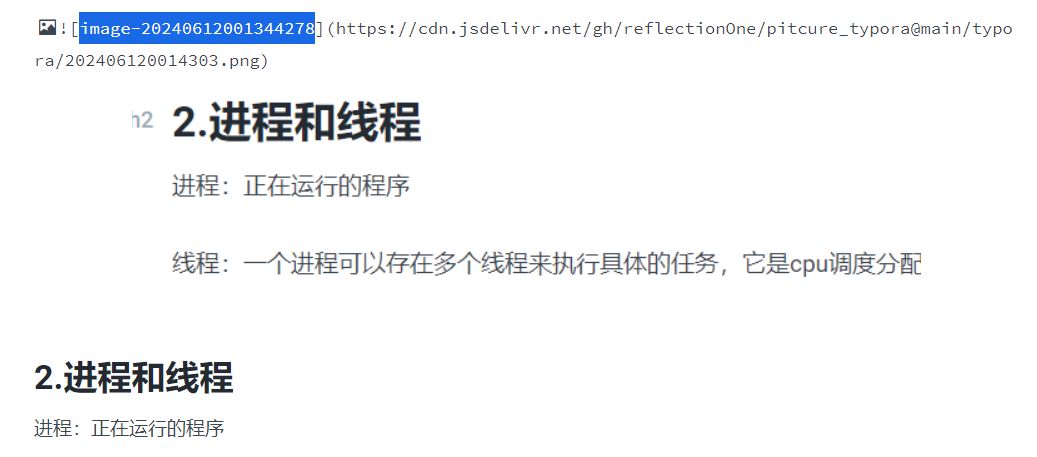 ![image-20240612001344278](https://cdn.jsdelivr.net/gh/reflectionOne/pitcure_typora@main/typo
ra/202406120014303.png)
h2 2.进程和线程
进程：正在运行的程序
线程：一个进程可以存在多个线程来执行具体的任务，它是cpu调度分配
2.进程和线程
进程：正在运行的程序